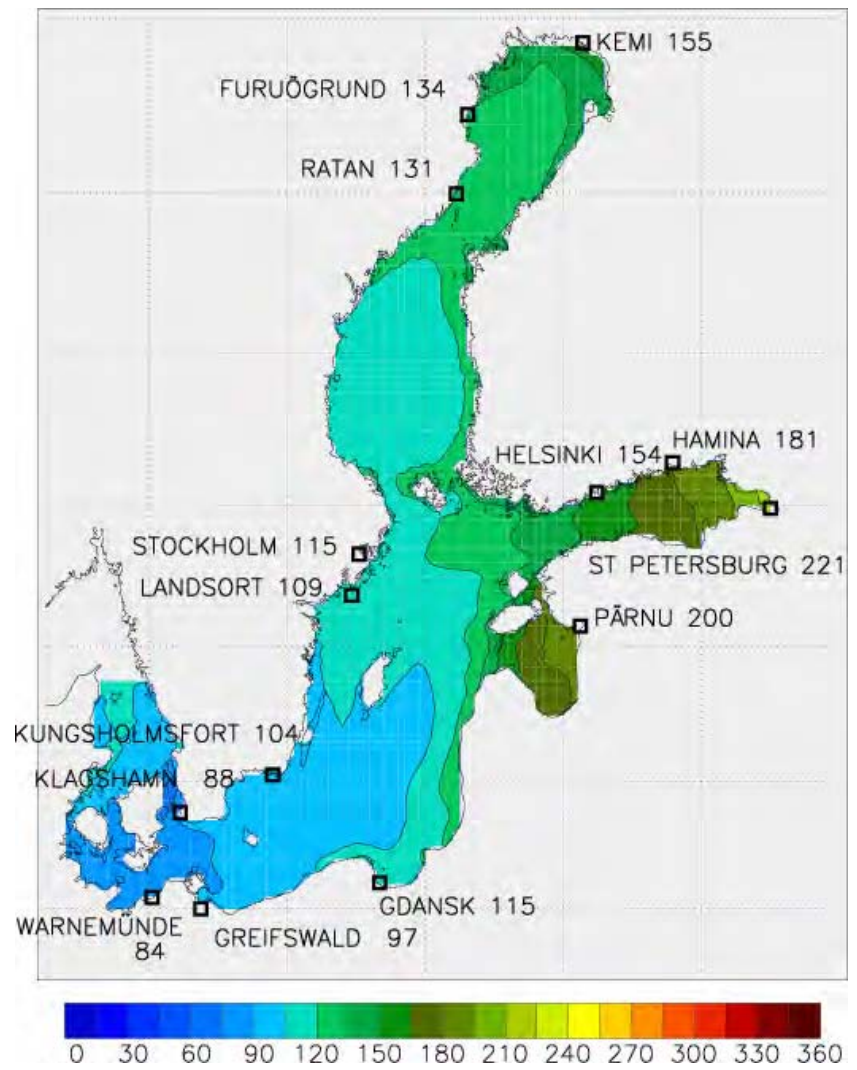 KEMI 155
FURUÖGRUND 134
RATAN 131
HELSINKI 154
HAMINA 181
STOCKHOLM 115
ST PETERSBURG 221
LANDSORT 109
PÄRNU 200
KUNGSHOLMSFORT 104
KLAGSHAMN 88
GDANSK 115
WARNEMÜNDE
84
GREIFSWALD 97
0 30 60 90 120 150 180 210 240 270 300 330 360